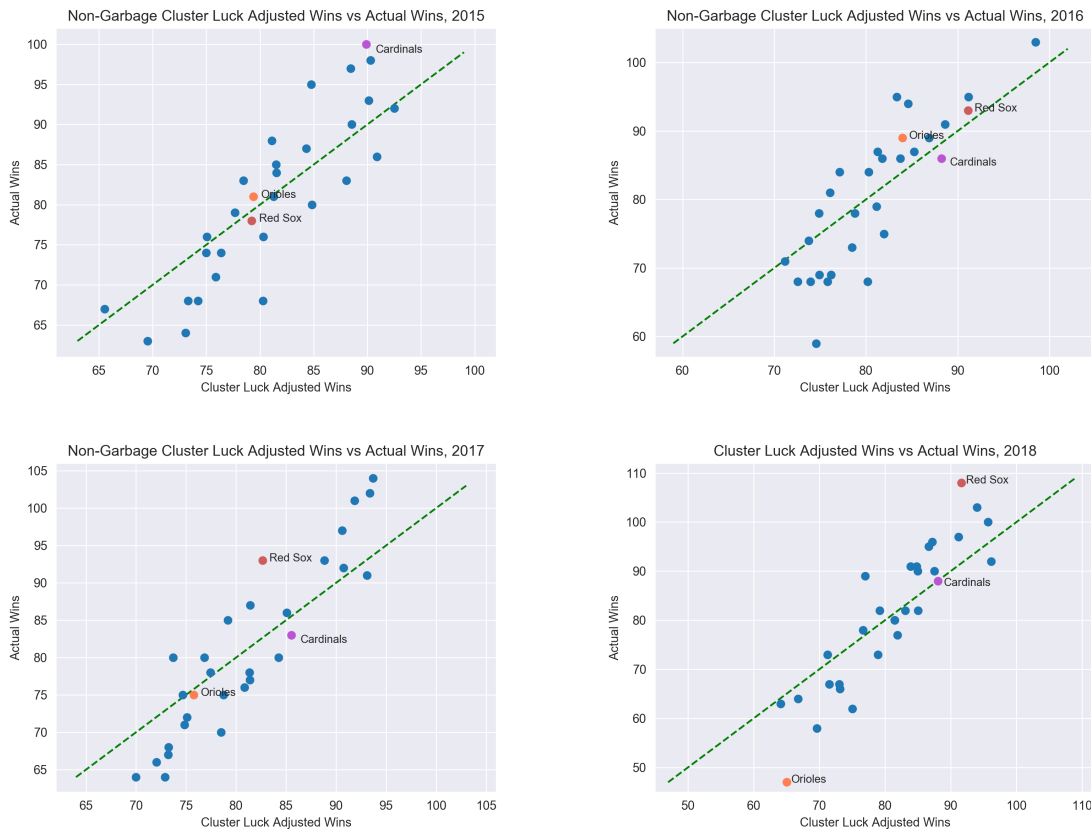 Non-Garbage Cluster Luck Adjusted Wins vs Actual Wins, 2015
100
95
90
85
80
75
70
65
Actual Wins
Cardinals
Orioles
Red Sox
65 70 75 80 85 90 95 100
Cluster Luck Adjusted Wins
Non-Garbage Cluster Luck Adjusted Wins vs Actual Wins, 2016
100
90
80
70
60
Actual Wins
Red Sox
Orioles
Cardinals
60 70 80 90 100
Cluster Luck Adjusted Wins
Non-Garbage Cluster Luck Adjusted Wins vs Actual Wins, 2017
105
100
95
90
85
80
75
70
65
Actual Wins
Red Sox
Cardinals
Orioles
65 70 75 80 85 90 95 100 105
Cluster Luck Adjusted Wins
Cluster Luck Adjusted Wins vs Actual Wins, 2018
110
100
90
80
70
60
50
Actual Wins
Red Sox
Cardinals
Orioles
50 60 70 80 90 100 110
Cluster Luck Adjusted Wins